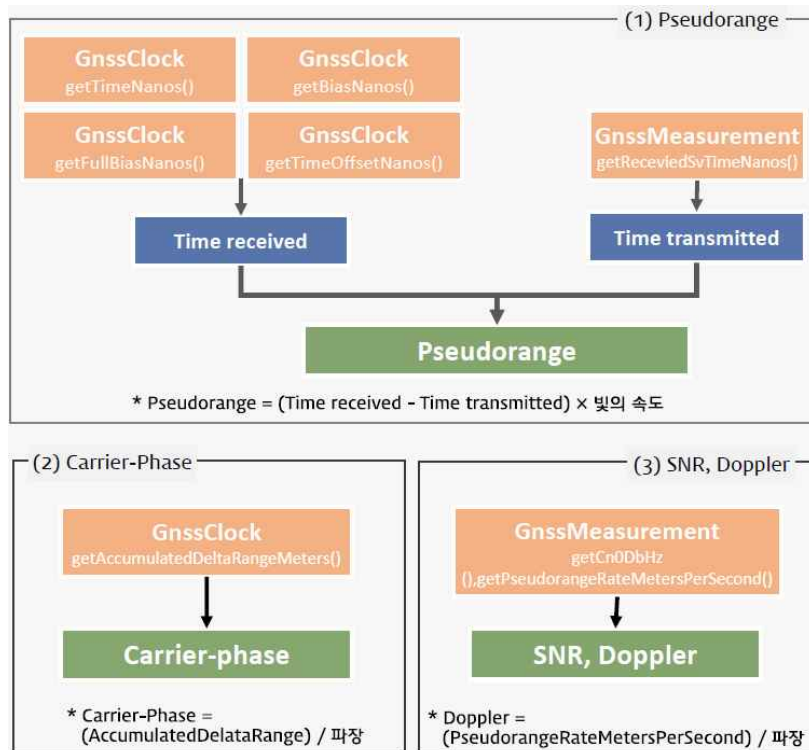 (1) Pseudorange
GnssClock
getTimeNanos()
GnssClock
getBiasNanos()
GnssClock
getFullBiasNanos()
GnssClock
getTimeOffsetNanos()
GnssMeasurement
getReceviedSvTimeNanos()
Time received
Time transmitted
Pseudorange
* Pseudorange = (Time received - Time transmitted) × 빛의 속도
(2) Carrier-Phase
GnssClock
getAccumulatedDeltaRangeMeters()
Carrier-phase
* Carrier-Phase =
(AccumulatedDelataRange) / 파장
(3) SNR, Doppler
GnssMeasurement
getCn0DbHz
(),getPseudorangeRateMetersPerSecond()
SNR, Doppler
* Doppler =
(PseudorangeRateMetersPerSecond) / 파장